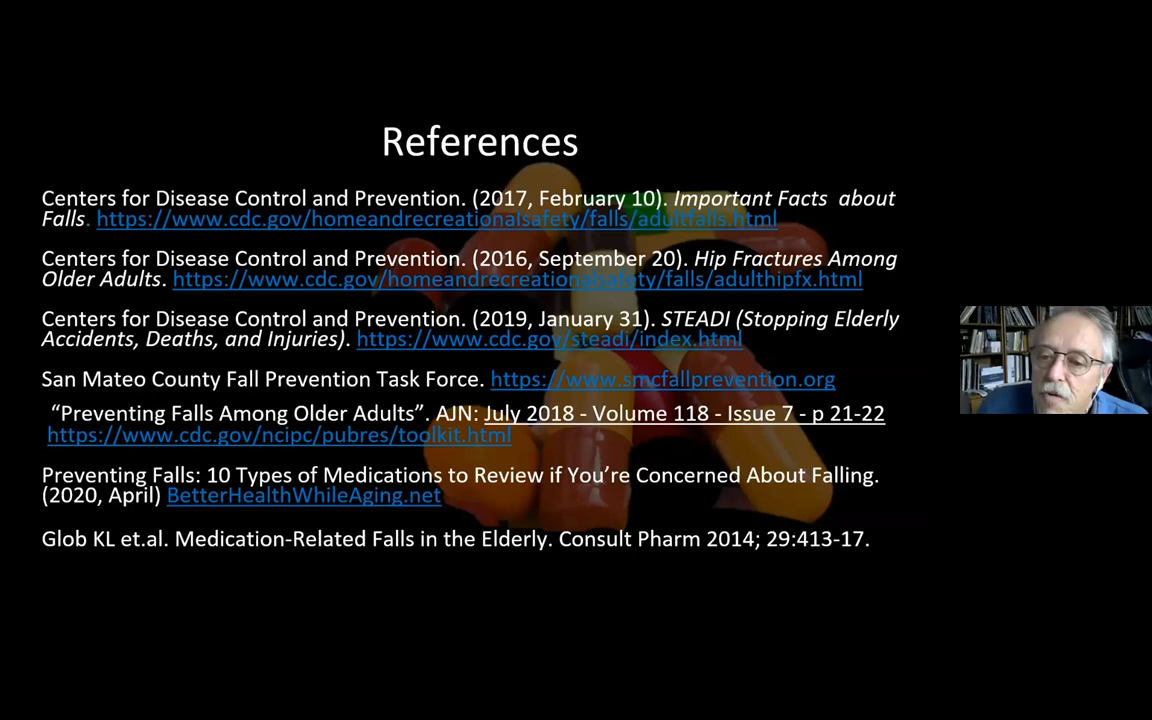 References
Centers for Disease Control and Prevention. (2017, February 10). Important Facts about
Falls. https://www.cdc.gov/homeandrecreationalsafety/falls/adultfalls.html
Centers for Disease Control and Prevention. (2016, September 20). Hip Fractures Among
Older Adults. https://www.cdc.gov/homeandrecreationalsafety/falls/adulthipfx.html
Centers for Disease Control and Prevention. (2019, January 31). STEADI (Stopping Elderly
Accidents, Deaths, and Injuries). https://www.cdc.gov/steadi/index.html
San Mateo County Fall Prevention Task Force. https://www.smcfallprevention.org
“Preventing Falls Among Older Adults”. AJN: July 2018 - Volume 118 - Issue 7 - p 21-22
https://www.cdc.gov/ncipc/pubres/toolkit.html
Preventing Falls: 10 Types of Medications to Review if You’re Concerned About Falling.
(2020, April) BetterHealthWhileAging.net
Glob KL et.al. Medication-Related Falls in the Elderly. Consult Pharm 2014; 29:413-17.